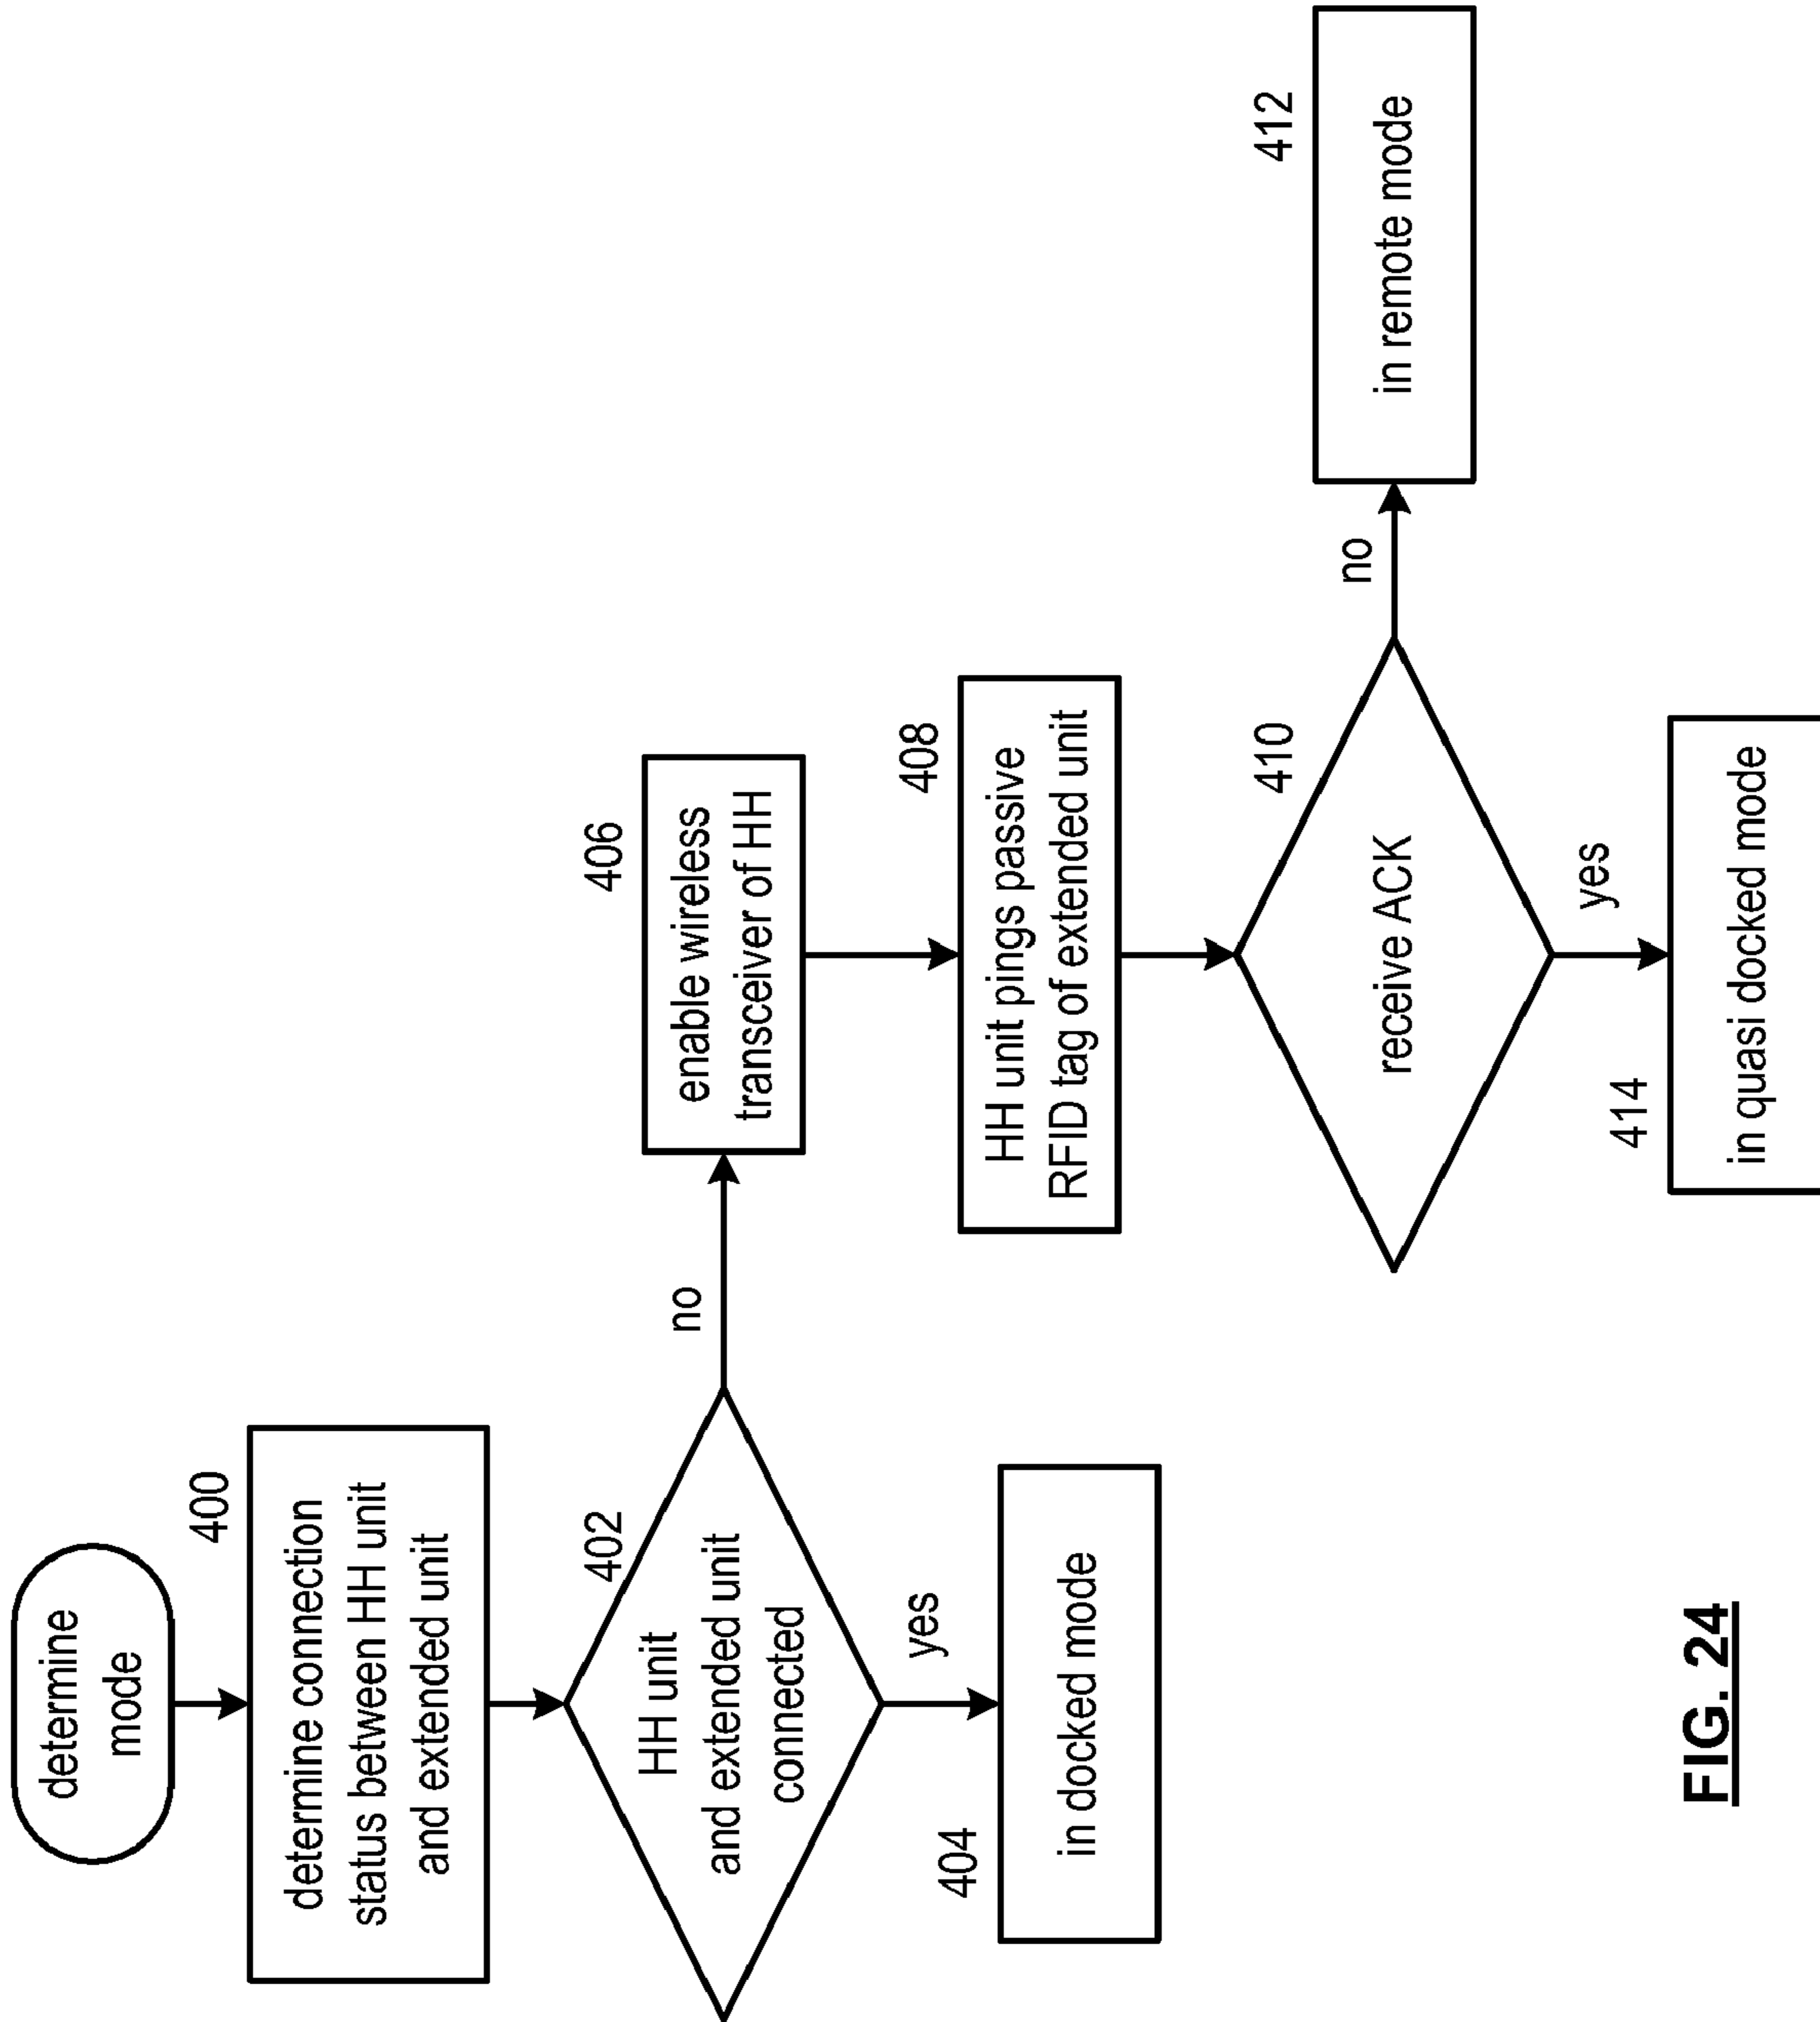 determine
mode
400
determine connection
status between HH unit
and extended unit
402
HH unit
and extended unit
connected
no
yes
404
in docked mode
406
enable wireless
transceiver of HH
408
HH unit pings passive
RFID tag of extended unit
410
receive ACK
no
412
in remote mode
yes
414
in quasi docked mode
FIG. 24